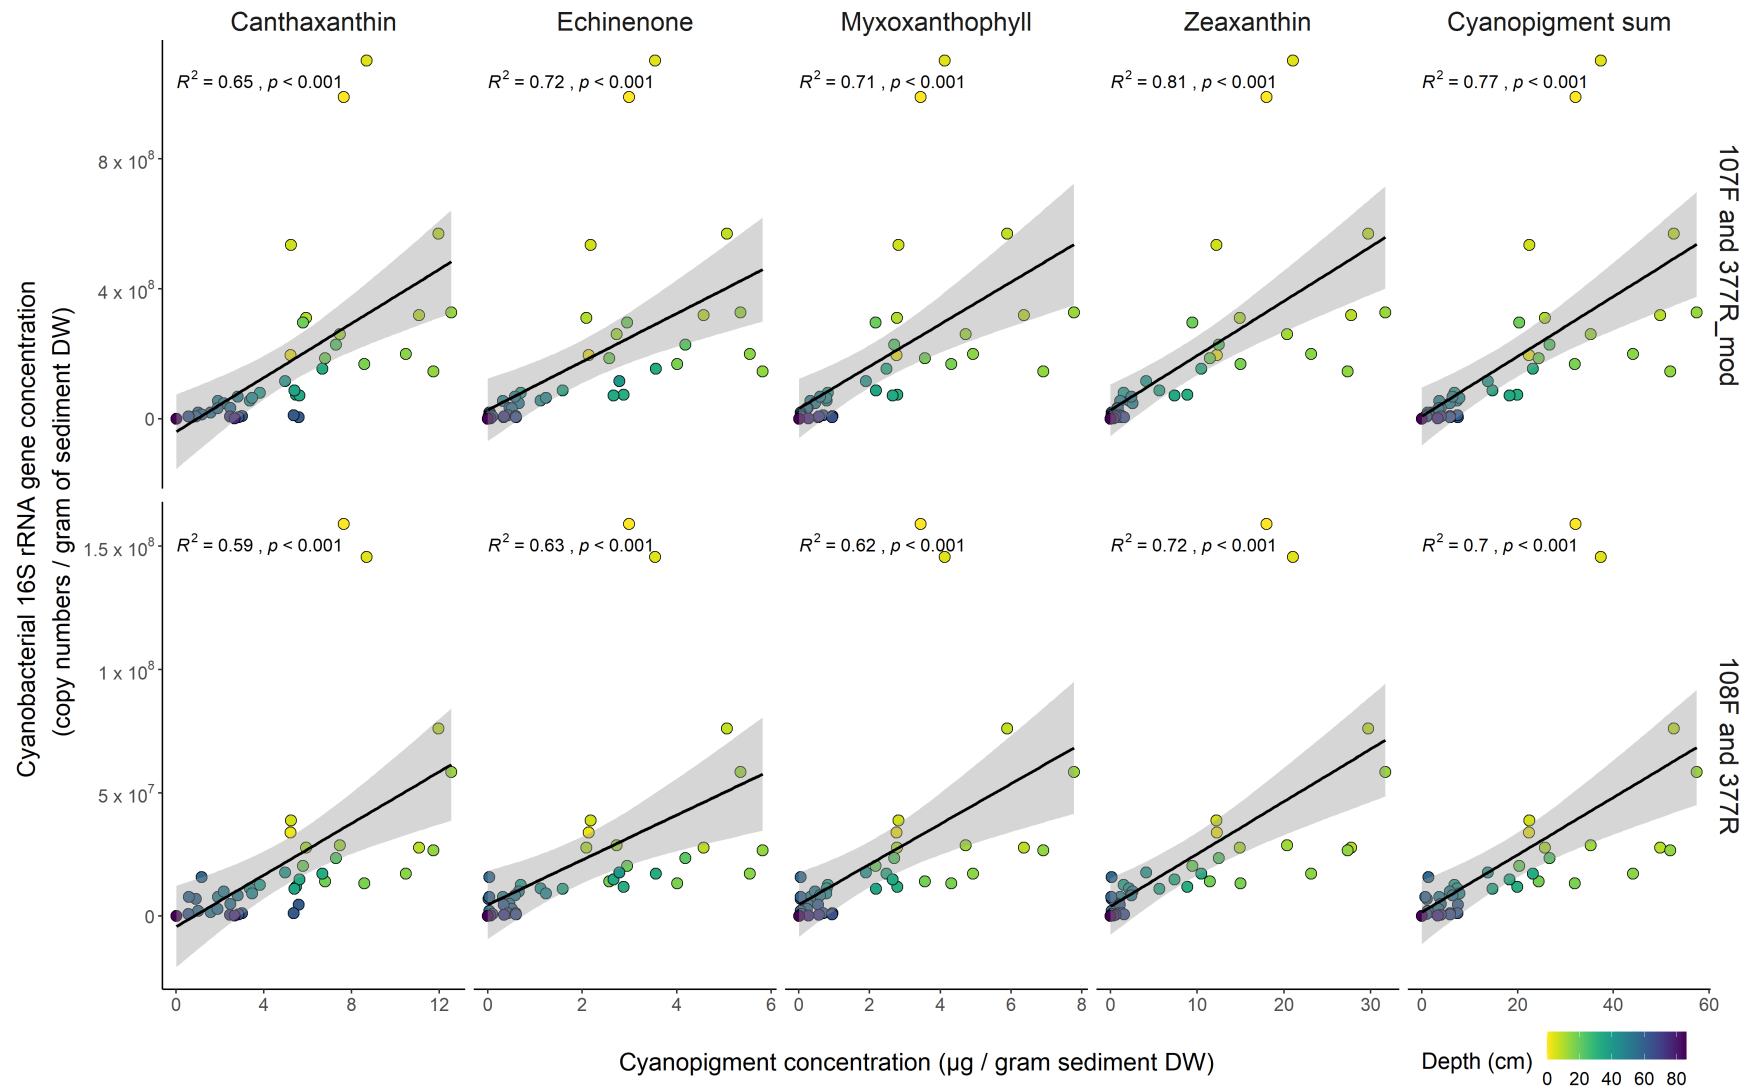 Canthaxanthin Echinenone Myxoxanthophyll Zeaxanthin Cyanopigment sum
R² = 0.65 , p < 0.001 R² = 0.72 , p < 0.001 R² = 0.71 , p < 0.001 R² = 0.81 , p < 0.001 R² = 0.77 , p < 0.001
8 x 10⁸
4 x 10⁸
0
107F and 377R_mod
Cyanobacterial 16S rRNA gene concentration
(copy numbers / gram of sediment DW)
R² = 0.59 , p < 0.001 R² = 0.63 , p < 0.001 R² = 0.62 , p < 0.001 R² = 0.72 , p < 0.001 R² = 0.7 , p < 0.001
1.5 x 10⁸
1 x 10⁸
5 x 10⁷
0
108F and 377R
0 4 8 12 0 2 4 6 0 2 4 6 8 0 10 20 30 0 20 40 60
Cyanopigment concentration (µg / gram sediment DW)
Depth (cm)
0 20 40 60 80